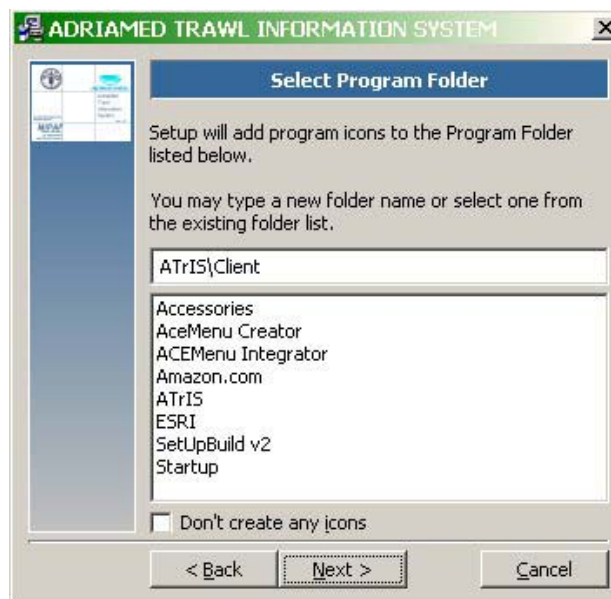 ADRIAMED TRAWL INFORMATION SYSTEM
Select Program Folder
Setup will add program icons to the Program Folder
listed below.
You may type a new folder name or select one from
the existing folder list.
ATrIS\Client
Accessories
AceMenu Creator
ACEMenu Integrator
Amazon.com
ATrIS
ESRI
SetUpBuild v2
Startup
Don't create any icons
< Back
Next >
Cancel